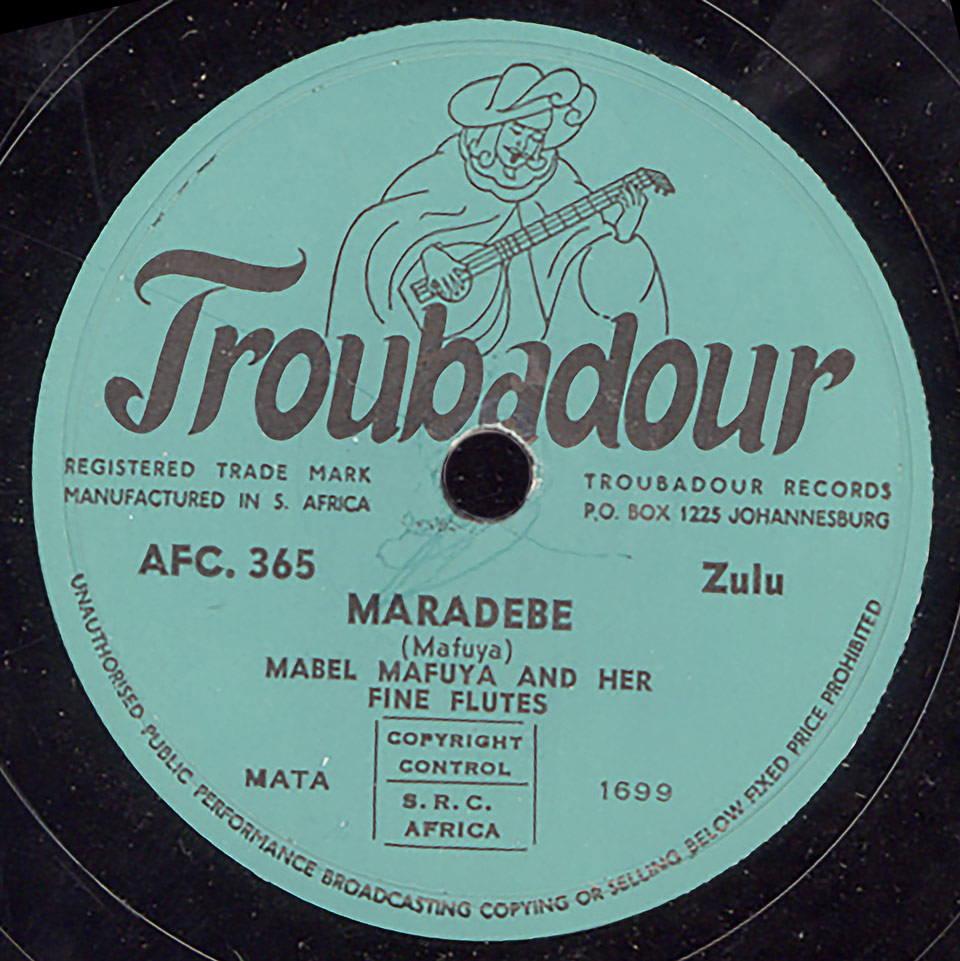 Troubadour
REGISTERED TRADE MARK
MANUFACTURED IN S. AFRICA
TROUBADOUR RECORDS
P.O. BOX 1225 JOHANNESBURG
AFC. 365
Zulu
MARADEBE
(Mafuya)
MABEL MAFUYA AND HER
FINE FLUTES
COPYRIGHT
CONTROL
S. R. C.
AFRICA
MATA
1699
UNAUTHORISED PUBLIC PERFORMANCE BROADCASTING COPYING OR SELLING BELOW FIXED PRICE PROHIBITED